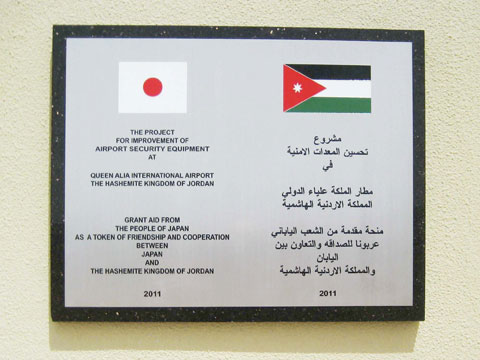 THE PROJECT
FOR IMPROVEMENT OF
AIRPORT SECURITY EQUIPMENT
AT
QUEEN ALIA INTERNATIONAL AIRPORT
THE HASHEMITE KINGDOM OF JORDAN
GRANT AID FROM
THE PEOPLE OF JAPAN
AS A TOKEN OF FRIENDSHIP AND COOPERATION
BETWEEN
JAPAN
AND
THE HASHEMITE KINGDOM OF JORDAN
2011
مشروع
تحسين المعدات الامنية
في
مطار الملكة علياء الدولي
المملكة الاردنية الهاشمية
منحة مقدمة من الشعب الياباني
عربونا للصداقه والتعاون بين
اليابان
والمملكة الاردنية الهاشمية
2011